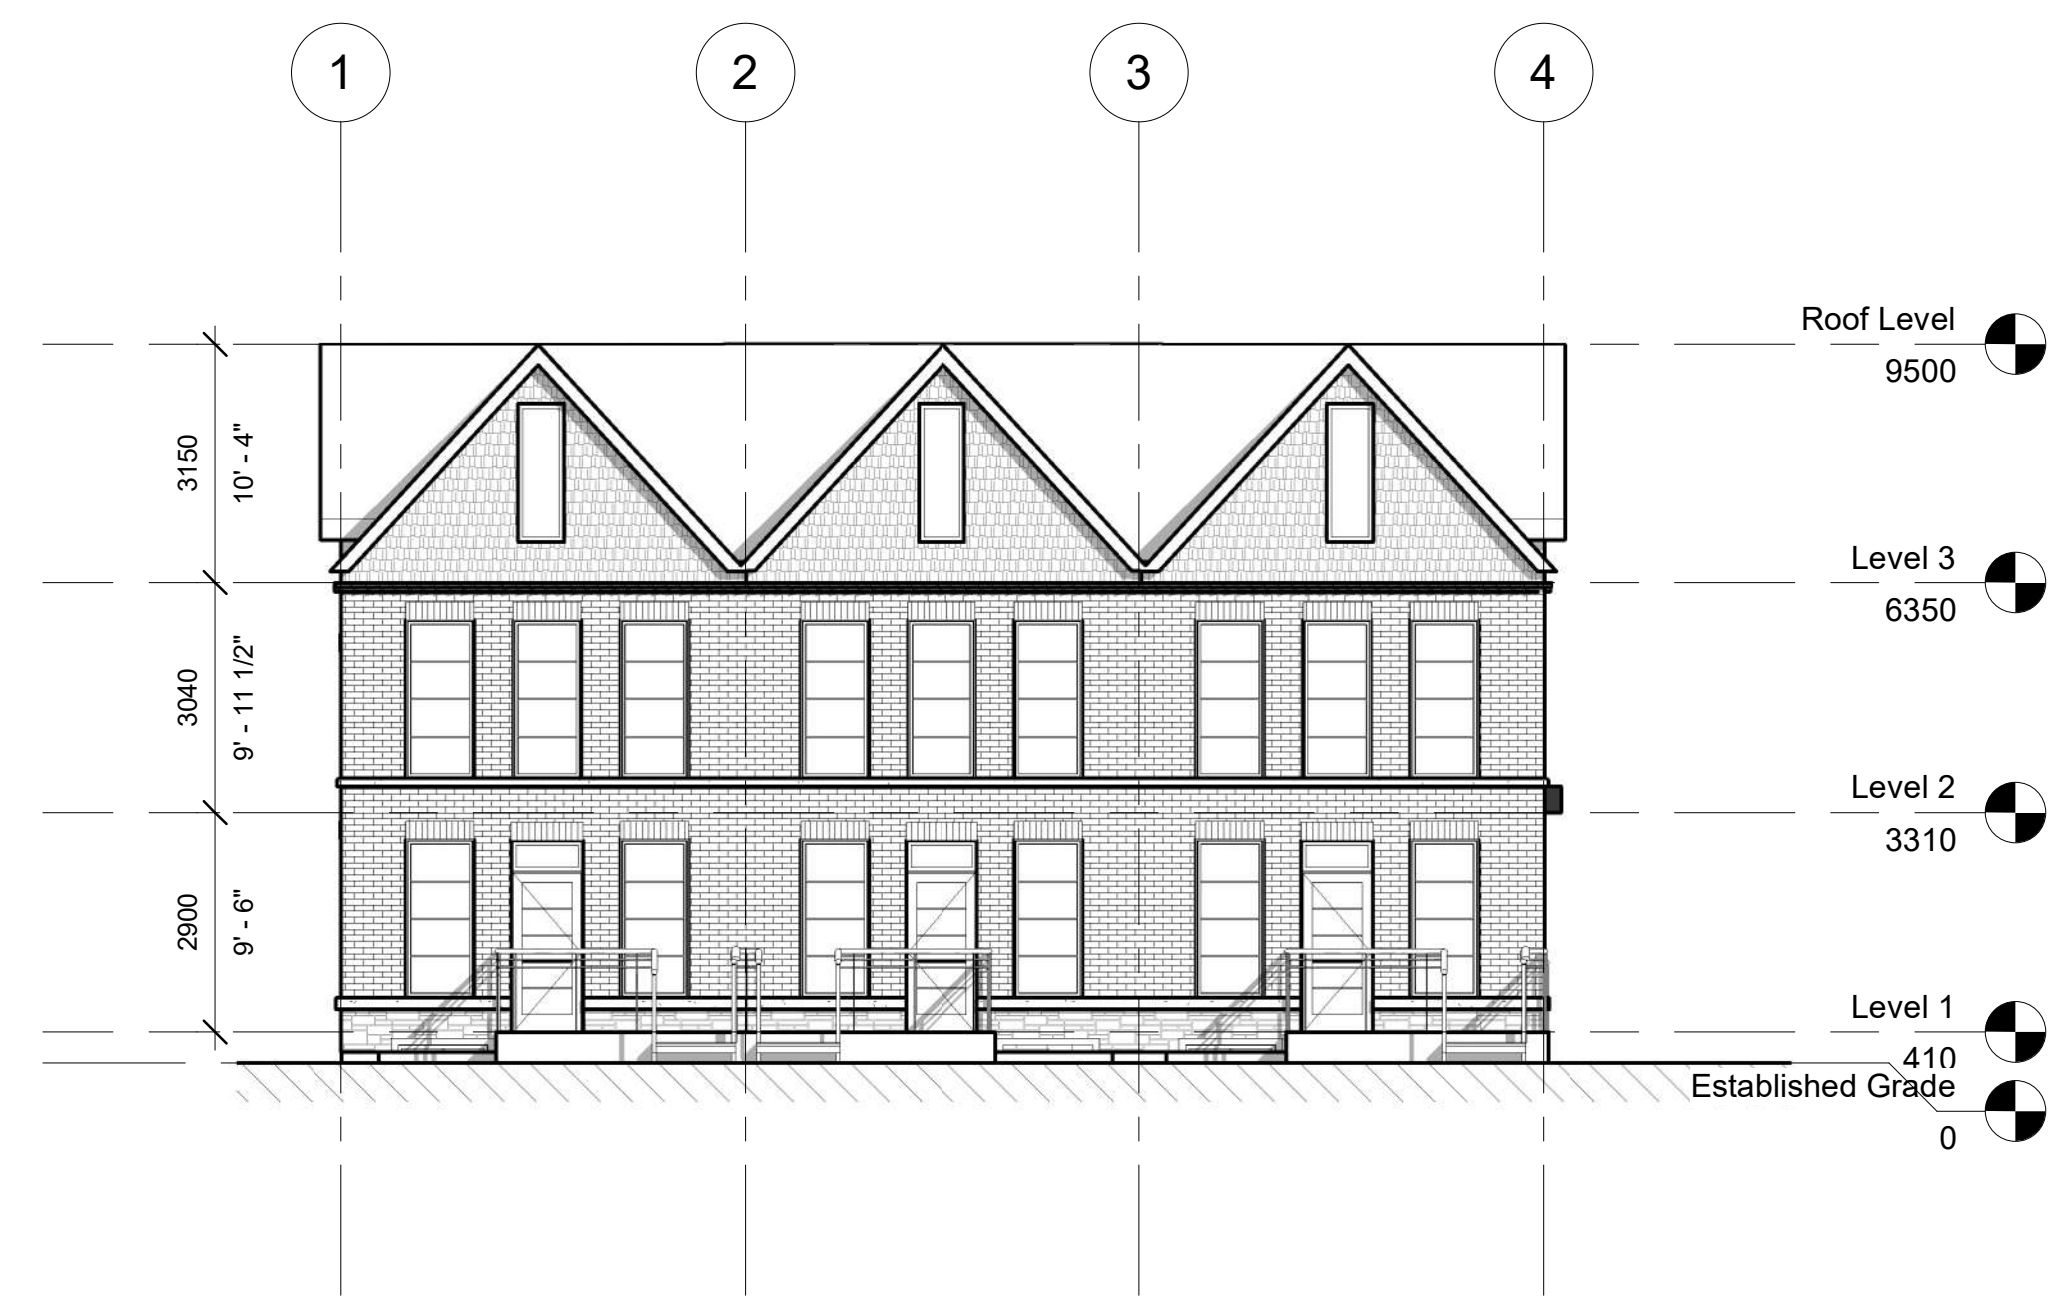 1
2
3
4
Roof Level
9500
3150
10' - 4"
Level 3
6350
3040
9' - 11 1/2"
Level 2
3310
2900
9' - 6"
Level 1
410
Established Grade
0